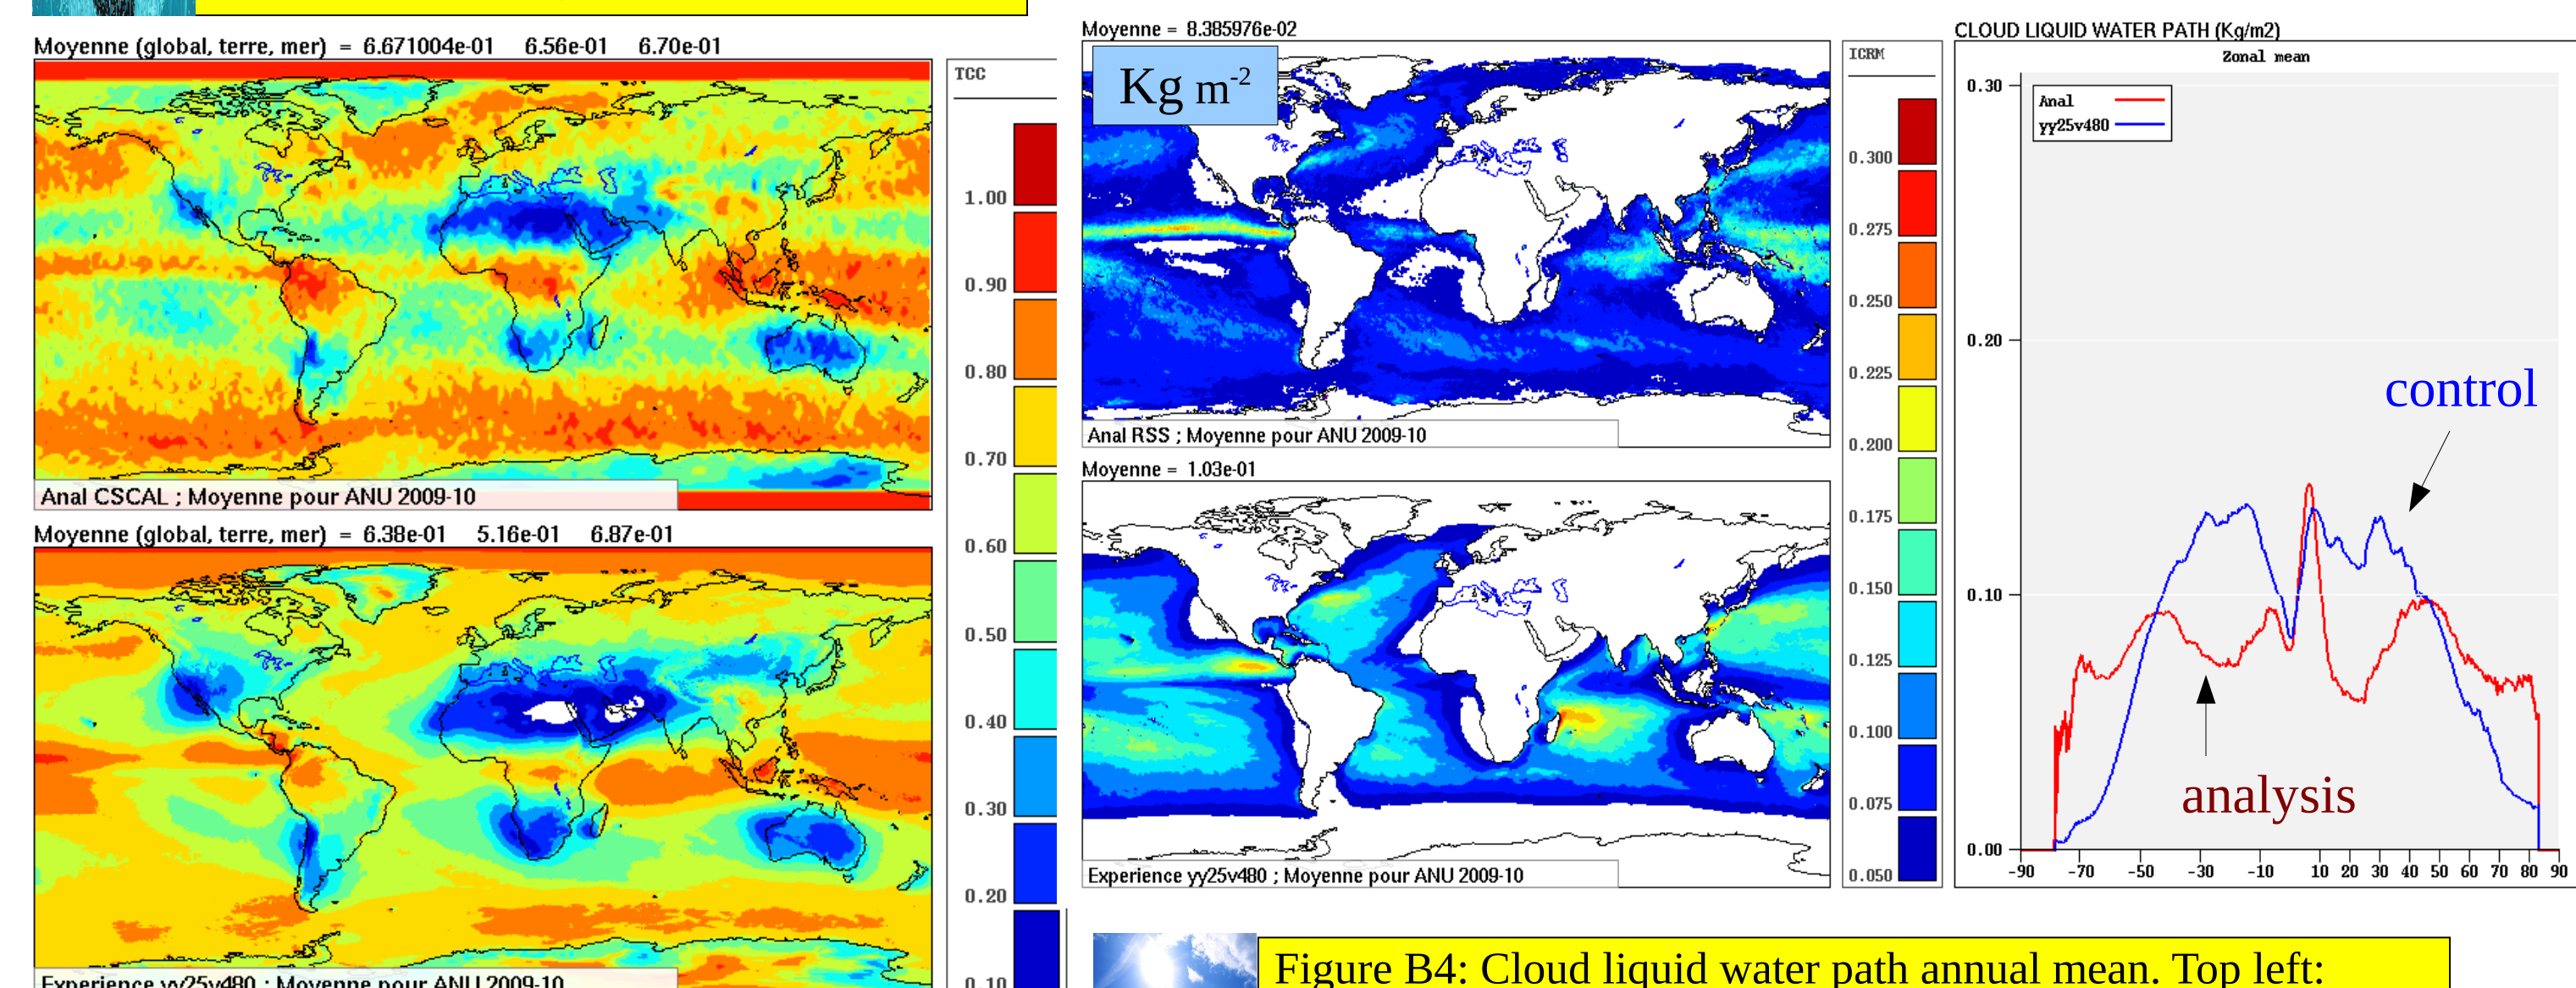 Moyenne (global, terre, mer) = 6.671004e-01 6.56e-01 6.70e-01
TCC
1.00
0.90
0.80
0.70
0.60
0.50
0.40
0.30
0.20
0.10
Anal CSCAL ; Moyenne pour ANU 2009-10
Moyenne (global, terre, mer) = 6.38e-01 5.16e-01 6.87e-01
Experience yy25v480 ; Moyenne pour ANU 2009-10
Moyenne = 8.385976e-02
Kg m-2
Anal RSS ; Moyenne pour ANU 2009-10
Moyenne = 1.03e-01
Experience yy25v480 ; Moyenne pour ANU 2009-10
ICRM
0.300
0.275
0.250
0.225
0.200
0.175
0.150
0.125
0.100
0.075
0.050
CLOUD LIQUID WATER PATH (Kg/m2)
Zonal mean
Anal
yy25v480
0.30
0.20
0.10
0.00
control
analysis
-90 -70 -50 -30 -10 10 20 30 40 50 60 70 80 90
Figure B4: Cloud liquid water path annual mean. Top left: